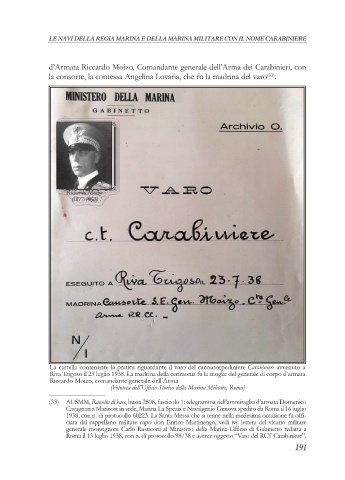 LE NAVI DELLA REGIA MARINA E DELLA MARINA MILITARE CON IL NOME CARABINIERE
d'Armata Riccardo Moizo, Comandante generale dell'Arma dei Carabinieri, con
la consorte, la contessa Angelina Lovaria, che fu la madrina del varo(33).
MINISTERO DELLA MARINA
GABINETTO
Archivio O.
Riccardo Moizo
VARO
c.t. Carabiniere
ESEGUITO A Riva Trigoso 23-7-38
MADRINA Consorte S.E. Gen. Moizo - C.te Gen.le
arma RR.CC. -
N/I
La cartella contenente la pratica riguardante il varo del cacciatorpediniere Carabiniere avvenuto a
Riva Trigoso il 23 luglio 1938. La madrina della cerimonia fu la moglie del generale di corpo d'armata
Riccardo Moizo, comandante generale dell'Arma
(Fototeca dell'Ufficio Storico della Marina Militare, Roma)
(33) AUSMM, Raccolta di base, busta 2808, fascicolo 1: telegramma dell'ammiraglio d'armata Domenico
Cavagnari a Maristat in sede, Marina La Spezia e Navalgenio Genova spedito da Roma il 16 luglio
1938, con n. di protocollo 60223. La Santa Messa che si tenne nella medesima occasione fu offi-
ciata dal cappellano militare capo don Enrico Marinengo, vedi ivi: lettera del vicario militare
generale monsignore Carlo Rusticoni al Ministero della Marina-Ufficio di Gabinetto redatta a
Roma il 13 luglio 1938, con n. di protocollo 98/38 e avente oggetto "Varo del RCT Carabiniere".
191